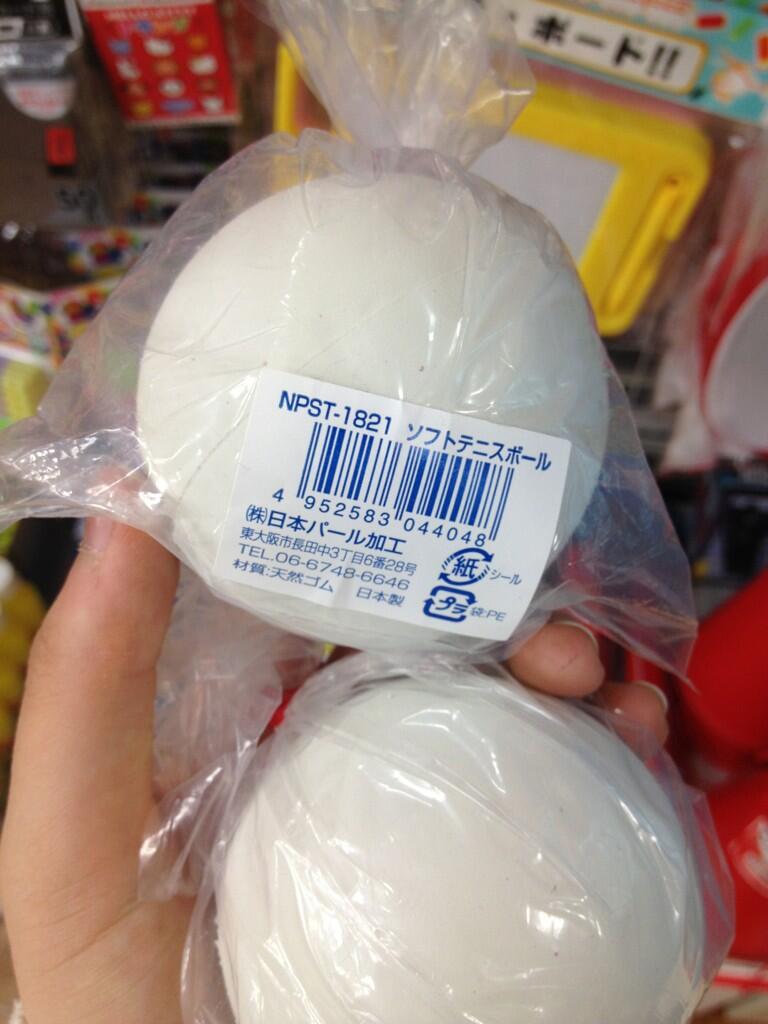 ボード!!
NPST-1821 ソフトテニスボール
4 952583 044048
(株)日本パール加工
東大阪市長田中3丁目6番28号
TEL.06-6748-6646
材質:天然ゴム 日本製
紙 シール
プラ 袋:PE